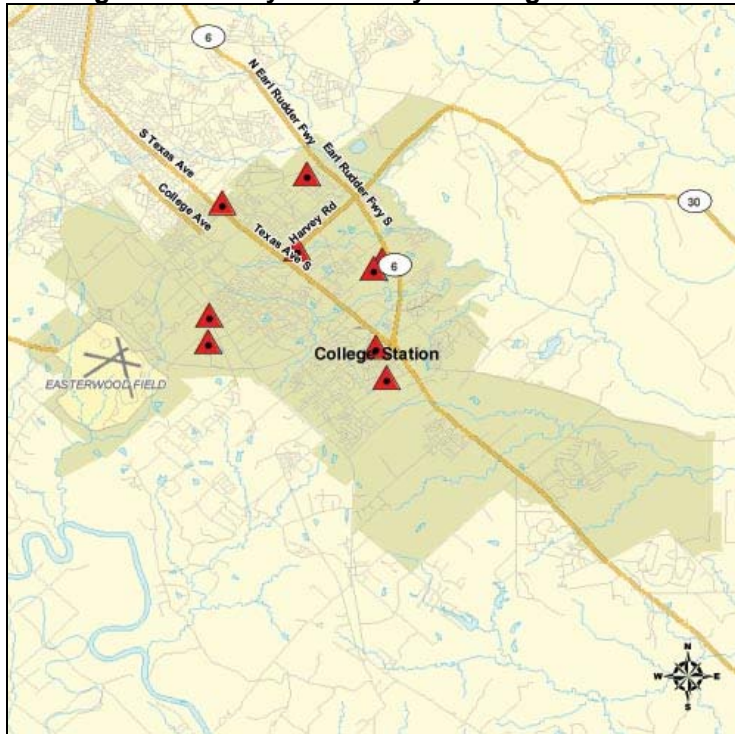 6
N Earl Rudder Fwy
S Texas Ave
Earl Rudder Fwy S
College Ave
Harvey Rd
30
Texas Ave S
6
College Station
EASTERWOOD FIELD
N
W E
S